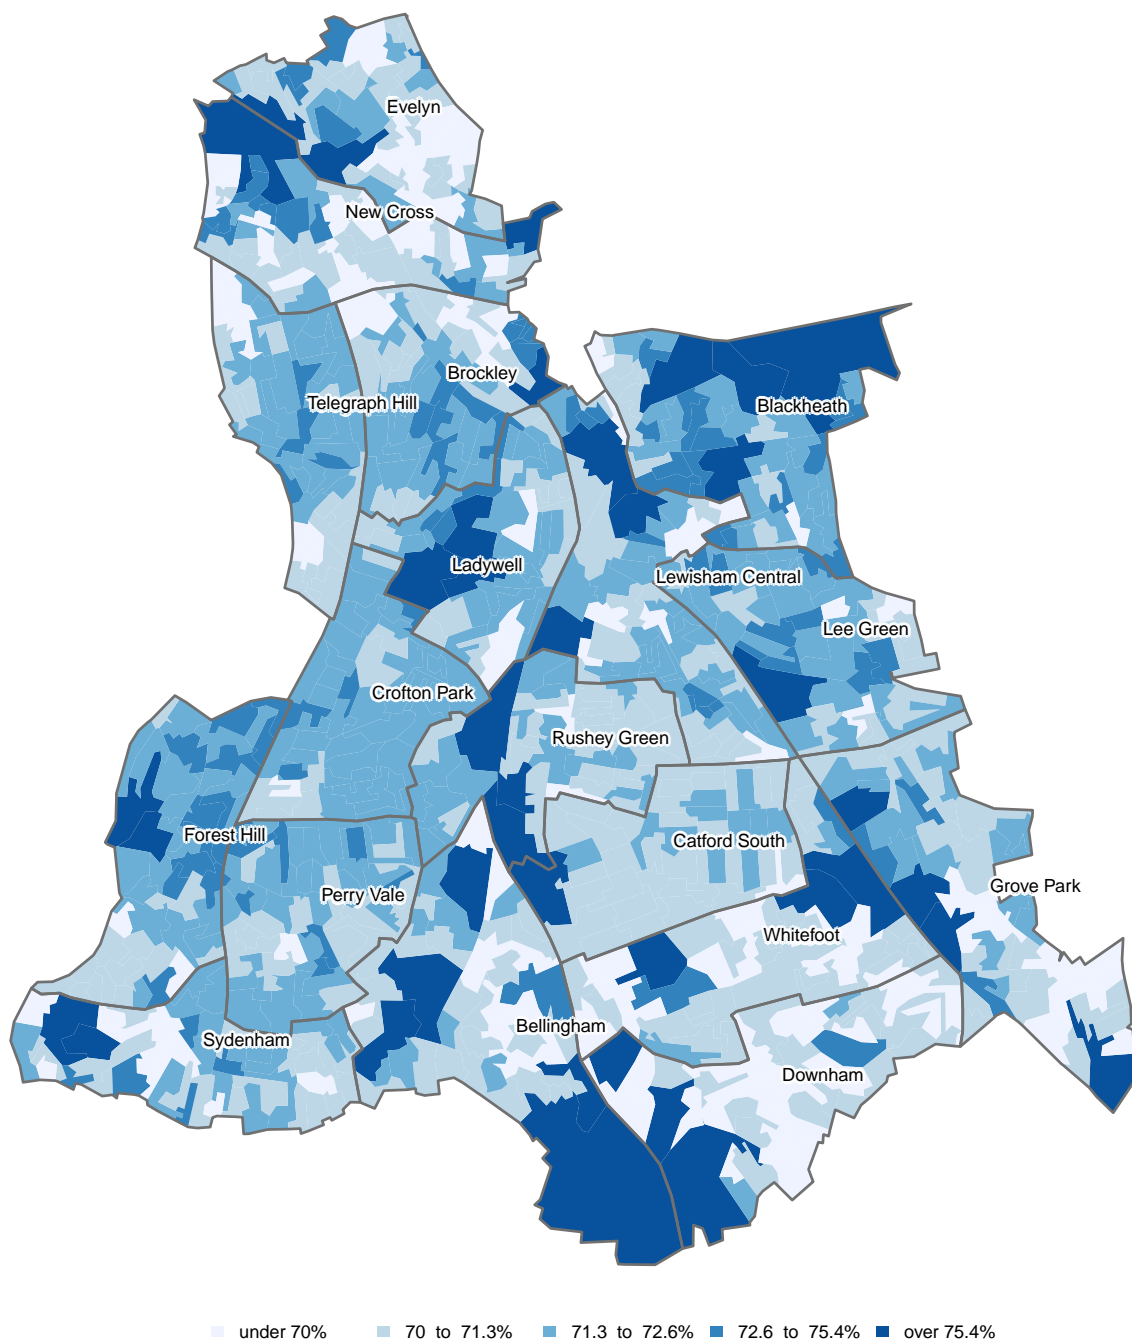 Evelyn
New Cross
Brockley
Telegraph Hill
Blackheath
Ladywell
Lewisham Central
Lee Green
Crofton Park
Rushey Green
Forest Hill
Catford South
Perry Vale
Grove Park
Whitefoot
Bellingham
Sydenham
Downham
under 70%
70 to 71.3%
71.3 to 72.6%
72.6 to 75.4%
over 75.4%